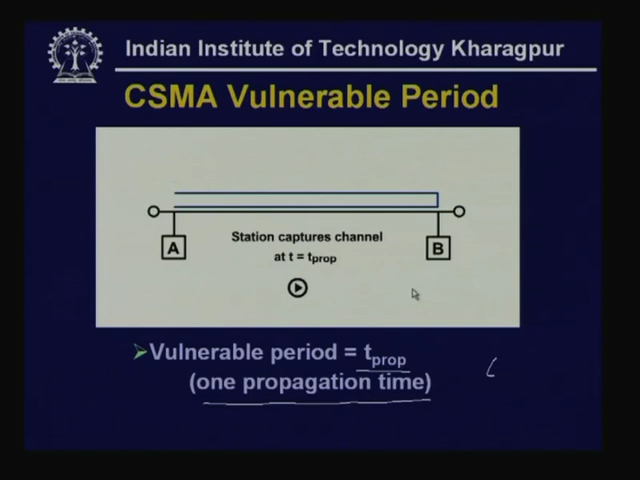 Indian Institute of Technology Kharagpur
CSMA Vulnerable Period
A
Station captures channel
at t = tprop
B
Vulnerable period = tprop
(one propagation time)